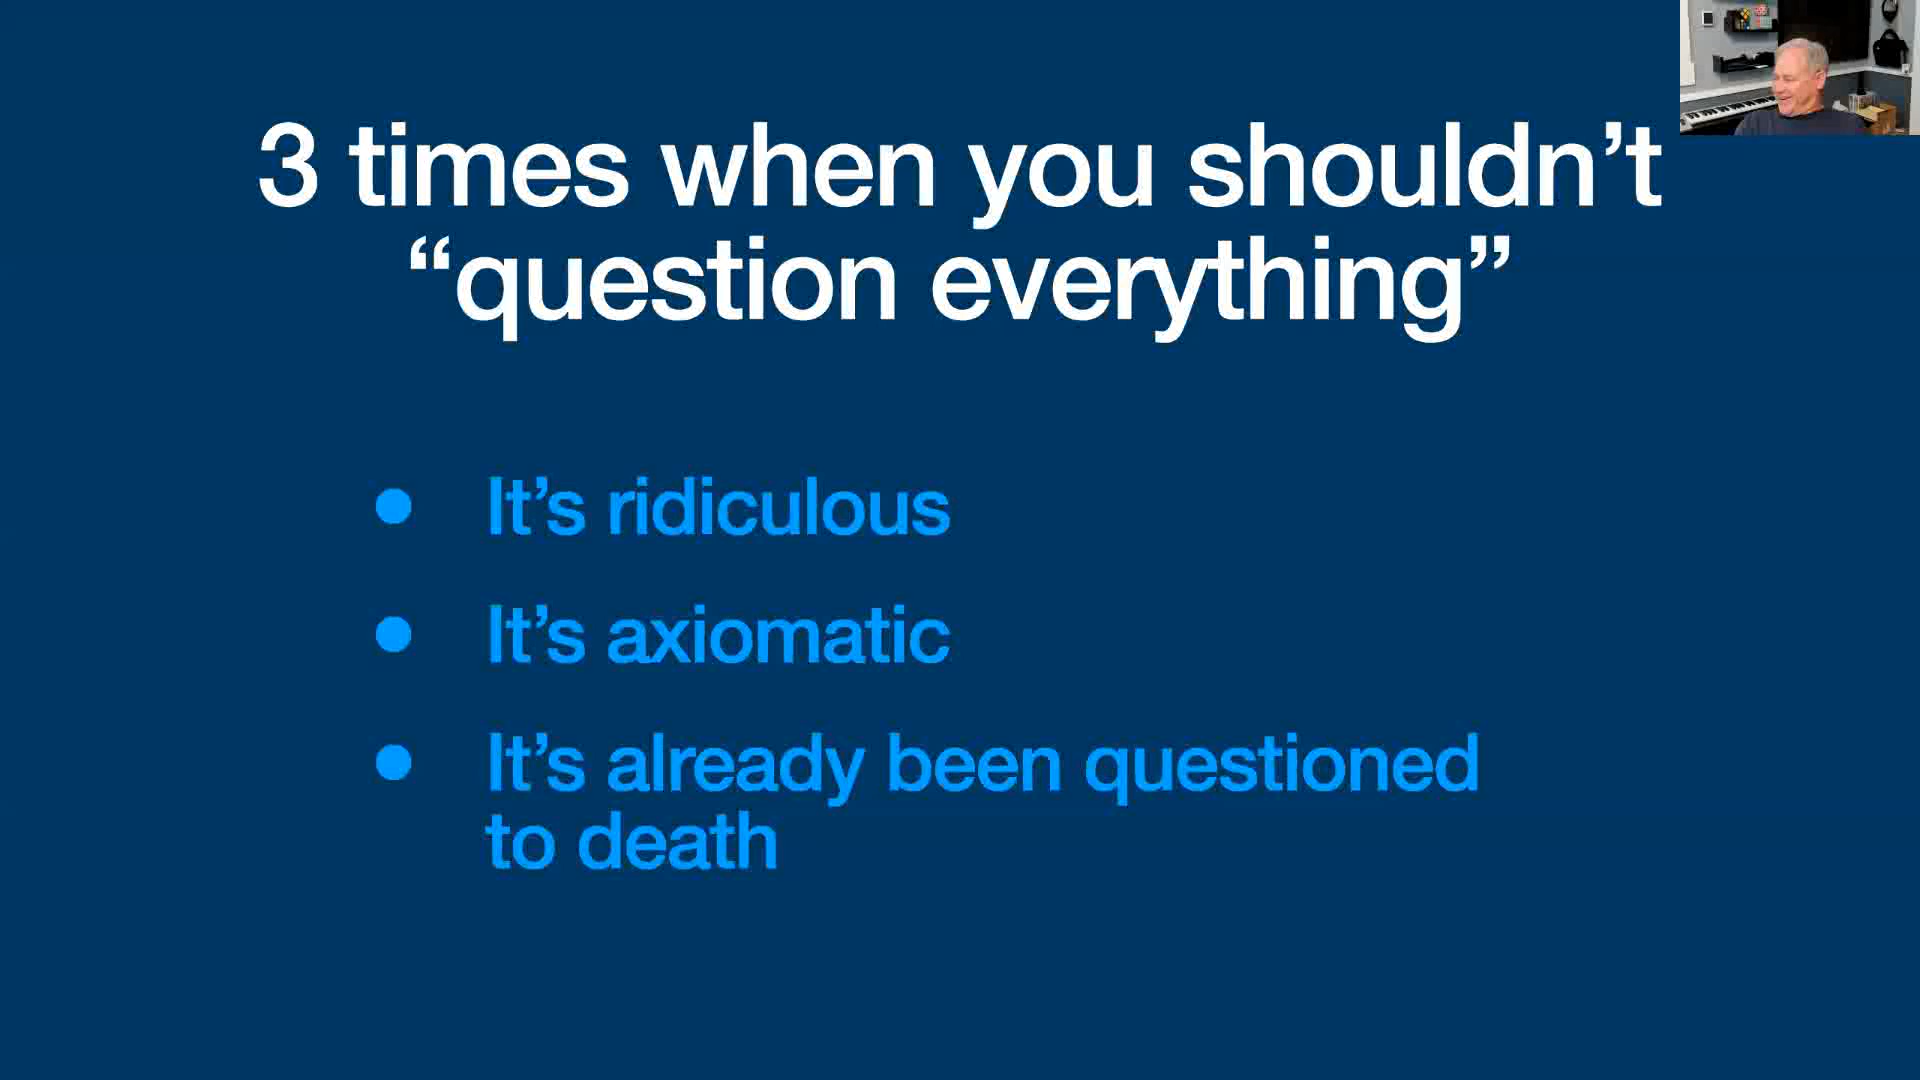 3 times when you shouldn’t
“question everything”
● It’s ridiculous
● It’s axiomatic
● It’s already been questioned
to death